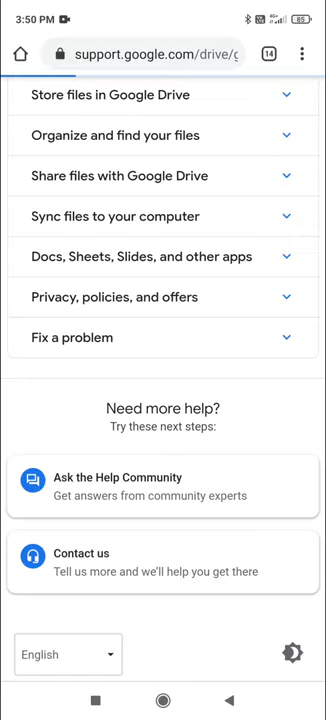 3:50 PM
4G+
85
support.google.com/drive/g
14
Store files in Google Drive
Organize and find your files
Share files with Google Drive
Sync files to your computer
Docs, Sheets, Slides, and other apps
Privacy, policies, and offers
Fix a problem
Need more help?
Try these next steps:
Ask the Help Community
Get answers from community experts
Contact us
Tell us more and we'll help you get there
English